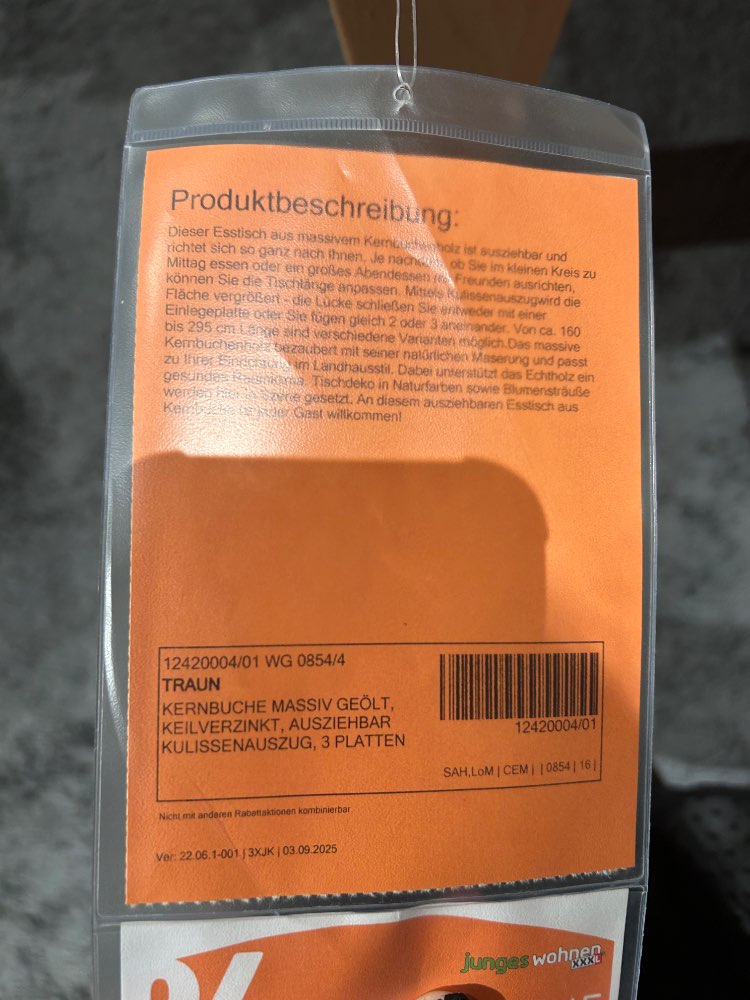 Produktbeschreibung:
Dieser Esstisch aus massivem Kernbuchenholz ist ausziehbar und
richtet sich so ganz nach Ihnen. Je nachdem, ob Sie im kleinen Kreis zu
Mittag essen oder ein großes Abendessen mit Freunden ausrichten,
können Sie die Tischlänge anpassen. Mittels Kulissenauszugwird die
Fläche vergrößert - die Lücke schließen Sie entweder mit einer
Einlegeplatte oder Sie fügen gleich 2 oder 3 aneinander. Von ca. 160
bis 295 cm Länge sind verschiedene Varianten möglich.Das massive
Kernbuchenholz bezaubert mit seiner natürlichen Maserung und passt
zu Ihrer Einrichtung im Landhausstil. Dabei unterstützt das Echtholz ein
gesundes Raumklima. Tischdeko in Naturfarben sowie Blumensträuße
werden hier in Szene gesetzt. An diesem ausziehbaren Esstisch aus
Kernbuche ist jeder Gast willkommen!
12420004/01 WG 0854/4
TRAUN
KERNBUCHE MASSIV GEÖLT,
KEILVERZINKT, AUSZIEHBAR
KULISSENAUSZUG, 3 PLATTEN
12420004/01
SAH,LoM | CEM | | 0854 | 16 |
Nicht mit anderen Rabattaktionen kombinierbar.
Ver: 22.06.1-001 | 3XJK | 03.09.2025
junges wohnen
XXXL
%